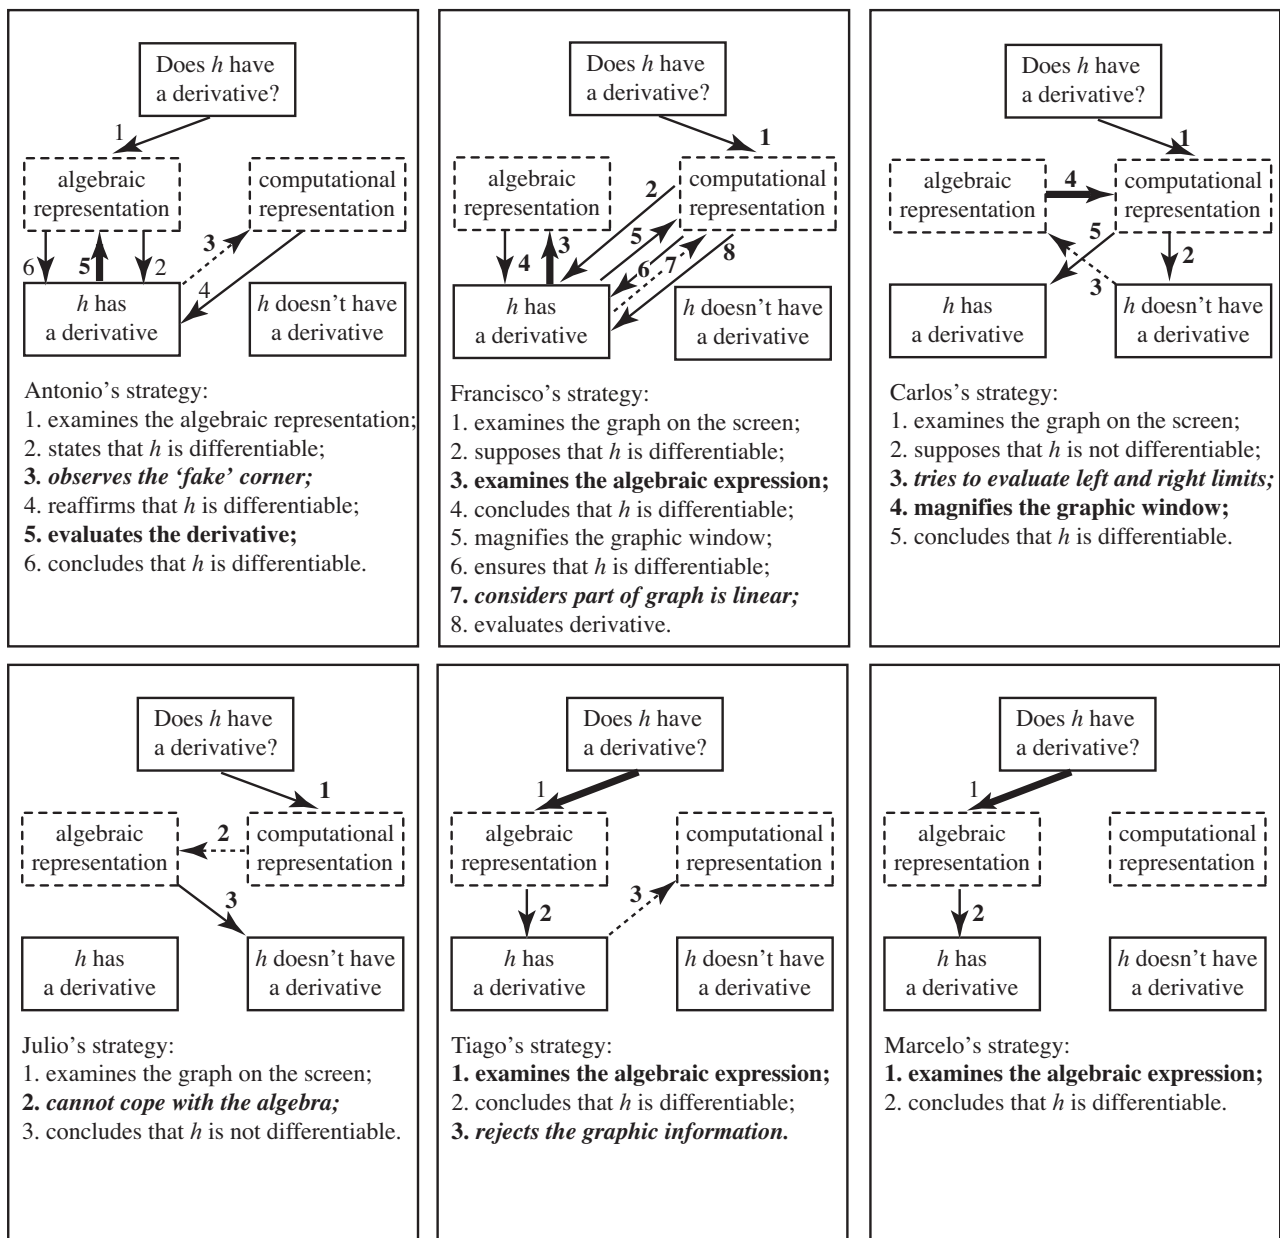 Does h have
a derivative?
1
algebraic
representation
computational
representation
6
5
2
3
4
h has
a derivative
h doesn't have
a derivative
Antonio’s strategy:
1. examines the algebraic representation;
2. states that h is differentiable;
3. observes the ‘fake’ corner;
4. reaffirms that h is differentiable;
5. evaluates the derivative;
6. concludes that h is differentiable.
Does h have
a derivative?
1
algebraic
representation
computational
representation
2
4
3
5
6
7
8
h has
a derivative
h doesn't have
a derivative
Francisco’s strategy:
1. examines the graph on the screen;
2. supposes that h is differentiable;
3. examines the algebraic expression;
4. concludes that h is differentiable;
5. magnifies the graphic window;
6. ensures that h is differentiable;
7. considers part of graph is linear;
8. evaluates derivative.
Does h have
a derivative?
1
algebraic
representation
4
computational
representation
5
2
3
h has
a derivative
h doesn't have
a derivative
Carlos’s strategy:
1. examines the graph on the screen;
2. supposes that h is not differentiable;
3. tries to evaluate left and right limits;
4. magnifies the graphic window;
5. concludes that h is differentiable.
Does h have
a derivative?
1
algebraic
representation
2
computational
representation
3
h has
a derivative
h doesn't have
a derivative
Julio’s strategy:
1. examines the graph on the screen;
2. cannot cope with the algebra;
3. concludes that h is not differentiable.
Does h have
a derivative?
1
algebraic
representation
computational
representation
2
3
h has
a derivative
h doesn't have
a derivative
Tiago’s strategy:
1. examines the algebraic expression;
2. concludes that h is differentiable;
3. rejects the graphic information.
Does h have
a derivative?
1
algebraic
representation
computational
representation
2
h has
a derivative
h doesn't have
a derivative
Marcelo’s strategy:
1. examines the algebraic expression;
2. concludes that h is differentiable.